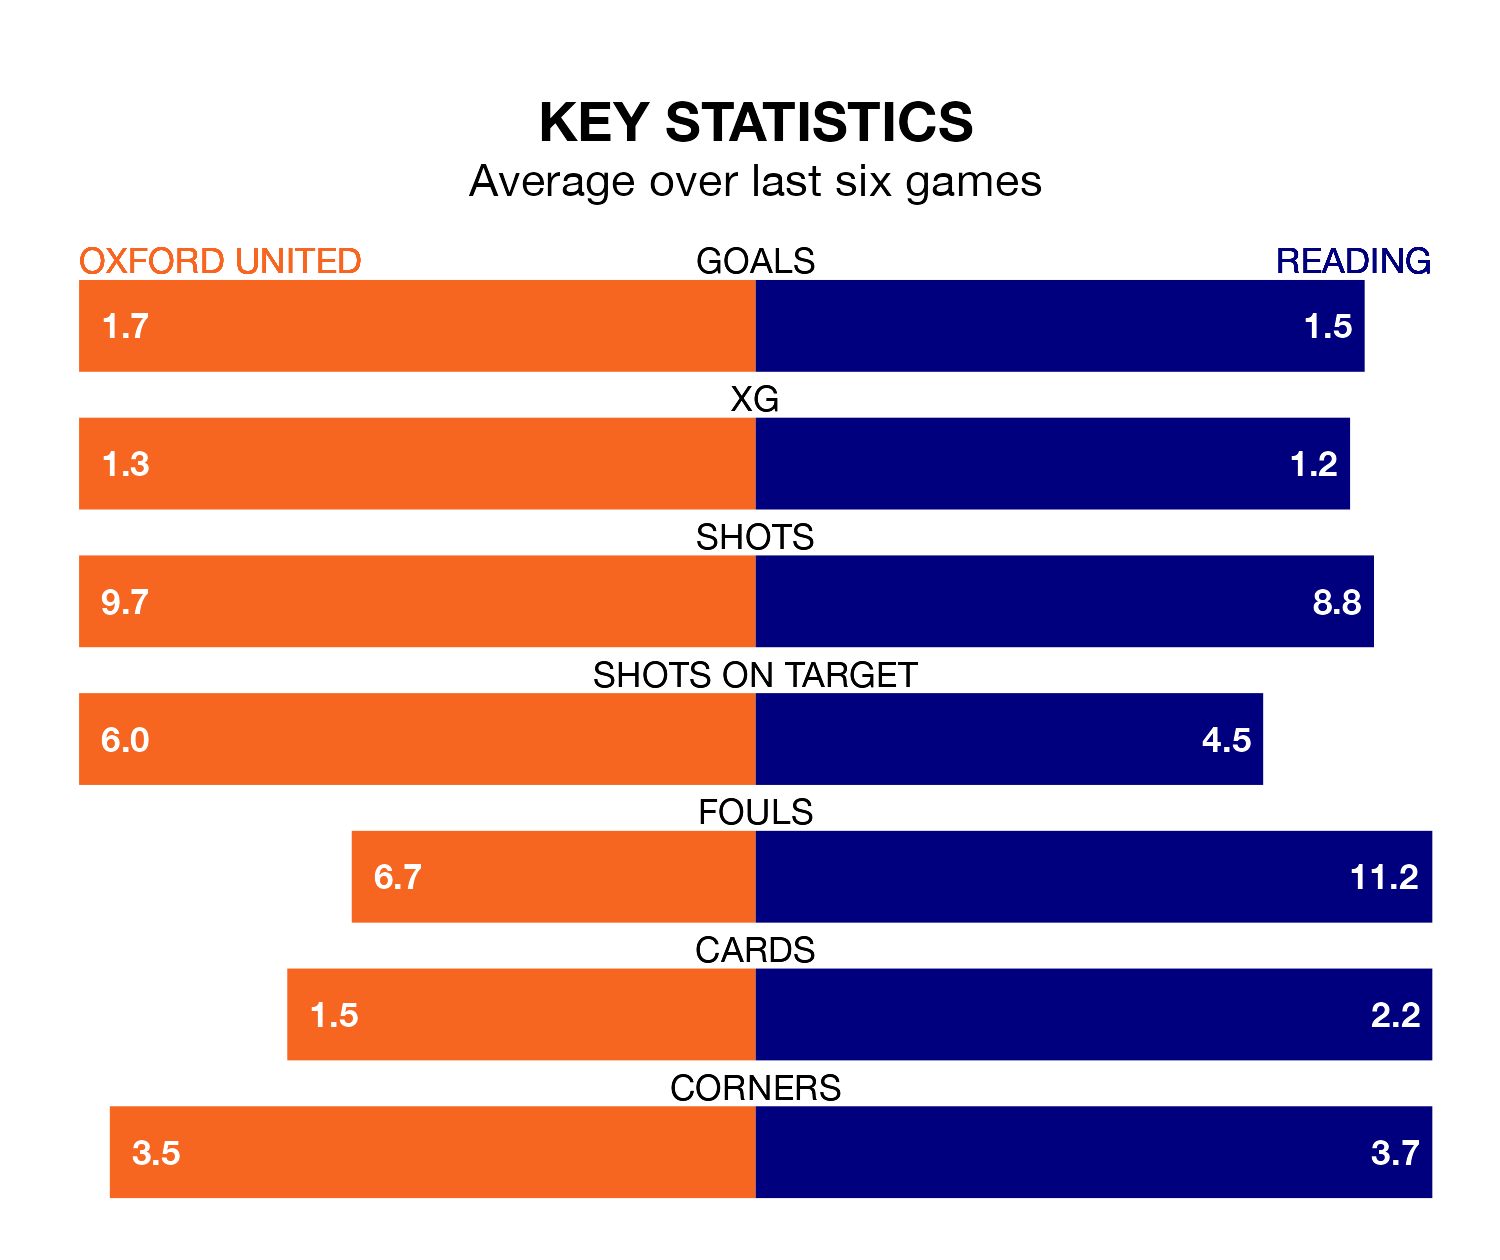 KEY STATISTICS
Average over last six games
OXFORD UNITED GOALS READING
1.7 1.5
XG
1.3 1.2
SHOTS
9.7 8.8
SHOTS ON TARGET
6.0 4.5
FOULS
6.7 11.2
CARDS
1.5 2.2
CORNERS
3.5 3.7